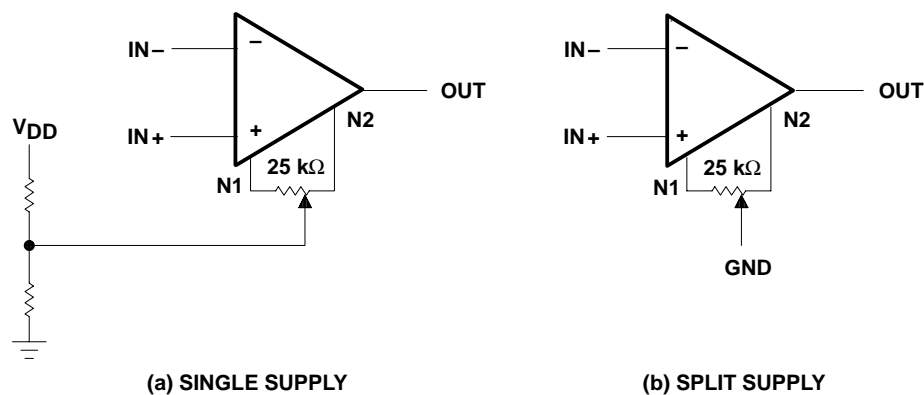 IN−
−
OUT
IN+
+
N2
VDD
25 kΩ
N1
(a) SINGLE SUPPLY
IN−
−
OUT
IN+
+
N2
25 kΩ
N1
GND
(b) SPLIT SUPPLY